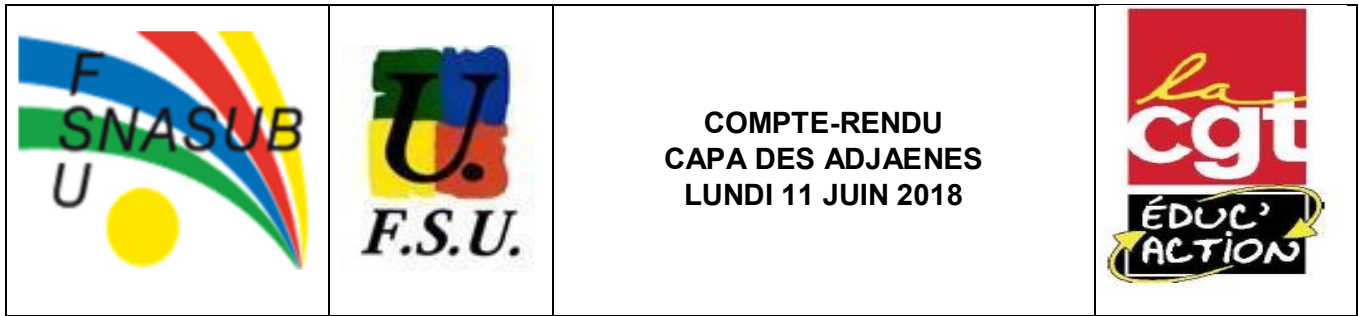 F
SNASUB
U
U.
F.S.U.
COMPTE-RENDU
CAPA DES ADJAENES
LUNDI 11 JUIN 2018
la
cgt
ÉDUC'
ACTION